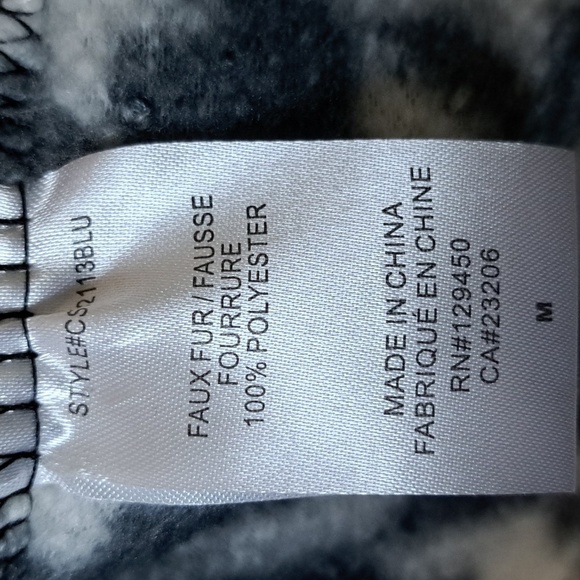 STYLE#CS2113BLU
FAUX FUR / FAUSSE
FOURRURE
100% POLYESTER
MADE IN CHINA
FABRIQUÉ EN CHINE
RN#129450
CA#23206
M